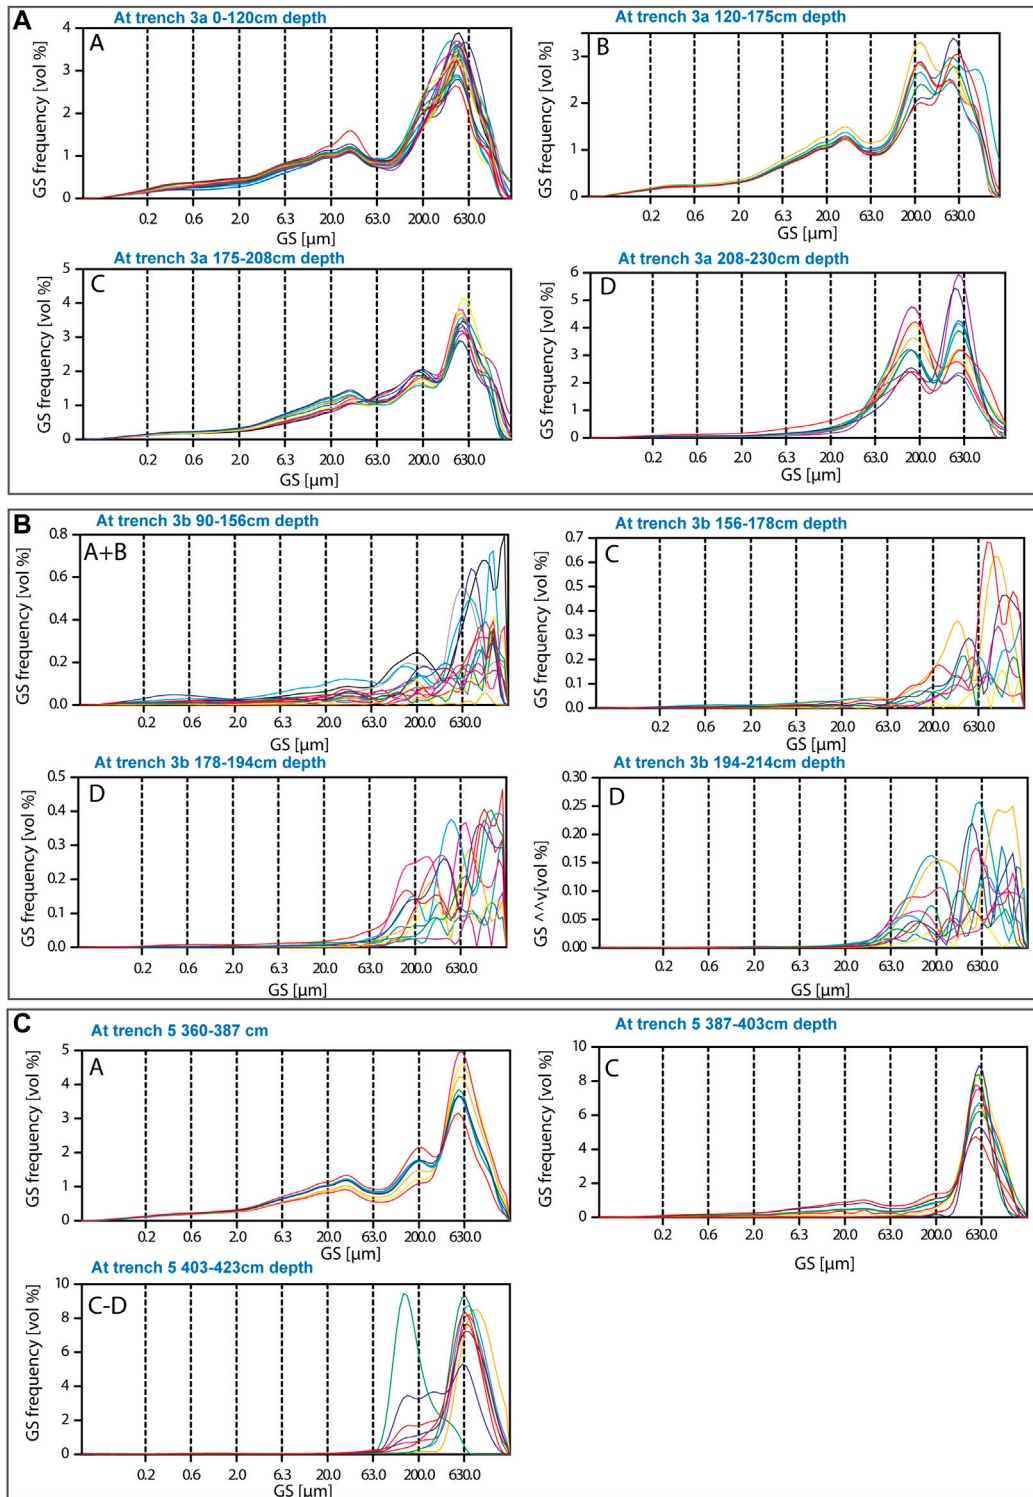 A
At trench 3a 0-120cm depth
A
GS frequency [vol %]
4
3
2
1
0
0.2 0.6 2.0 6.3 20.0 63.0 200.0 630.0
GS [µm]
At trench 3a 120-175cm depth
B
GS frequency [vol %]
3
2
1
0
0.2 0.6 2.0 6.3 20.0 63.0 200.0 630.0
GS [µm]
At trench 3a 175-208cm depth
C
GS frequency [vol %]
5
4
3
2
1
0
0.2 0.6 2.0 6.3 20.0 63.0 200.0 630.0
GS [µm]
At trench 3a 208-230cm depth
D
GS frequency [vol %]
6
5
4
3
2
1
0
0.2 0.6 2.0 6.3 20.0 63.0 200.0 630.0
GS [µm]
B
At trench 3b 90-156cm depth
A+B
GS frequency [vol %]
0.8
0.6
0.4
0.2
0.0
0.2 0.6 2.0 6.3 20.0 63.0 200.0 630.0
GS [µm]
At trench 3b 156-178cm depth
C
GS frequency [vol %]
0.7
0.6
0.5
0.4
0.3
0.2
0.1
0.0
0.2 0.6 2.0 6.3 20.0 63.0 200.0 630.0
GS [µm]
At trench 3b 178-194cm depth
D
GS frequency [vol %]
0.5
0.4
0.3
0.2
0.1
0.0
0.2 0.6 2.0 6.3 20.0 63.0 200.0 630.0
GS [µm]
At trench 3b 194-214cm depth
D
GS ^^v[vol %]
0.30
0.25
0.20
0.15
0.10
0.05
0.00
0.2 0.6 2.0 6.3 20.0 63.0 200.0 630.0
GS [µm]
C
At trench 5 360-387 cm
A
GS frequency [vol %]
5
4
3
2
1
0
0.2 0.6 2.0 6.3 20.0 63.0 200.0 630.0
GS [µm]
At trench 5 387-403cm depth
C
GS frequency [vol %]
10
8
6
4
2
0
0.2 0.6 2.0 6.3 20.0 63.0 200.0 630.0
GS [µm]
At trench 5 403-423cm depth
C-D
GS frequency [vol %]
10
8
6
4
2
0
0.2 0.6 2.0 6.3 20.0 63.0 200.0 630.0
GS [µm]